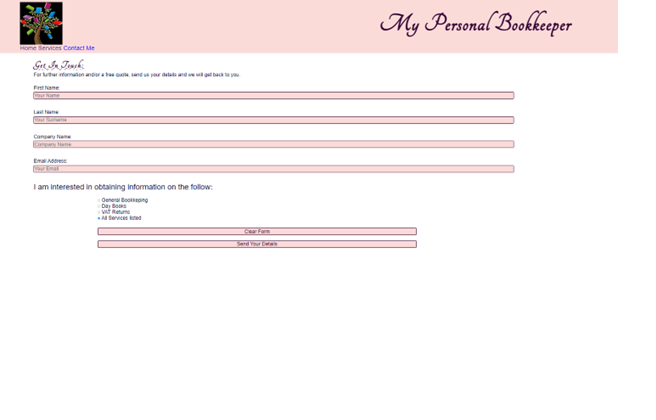 My Personal Bookkeeper
Home Services Contact Me
Get In Touch:
For further information and/or a free quote, send us your details and we will get back to you.
First Name:
Your Name
Last Name:
Your Surname
Company Name:
Company Name
Email Address:
Your Email
I am interested in obtaining information on the following:
General Bookkeeping
Day Books
VAT Returns
All Services listed
Clear Form
Send Your Details